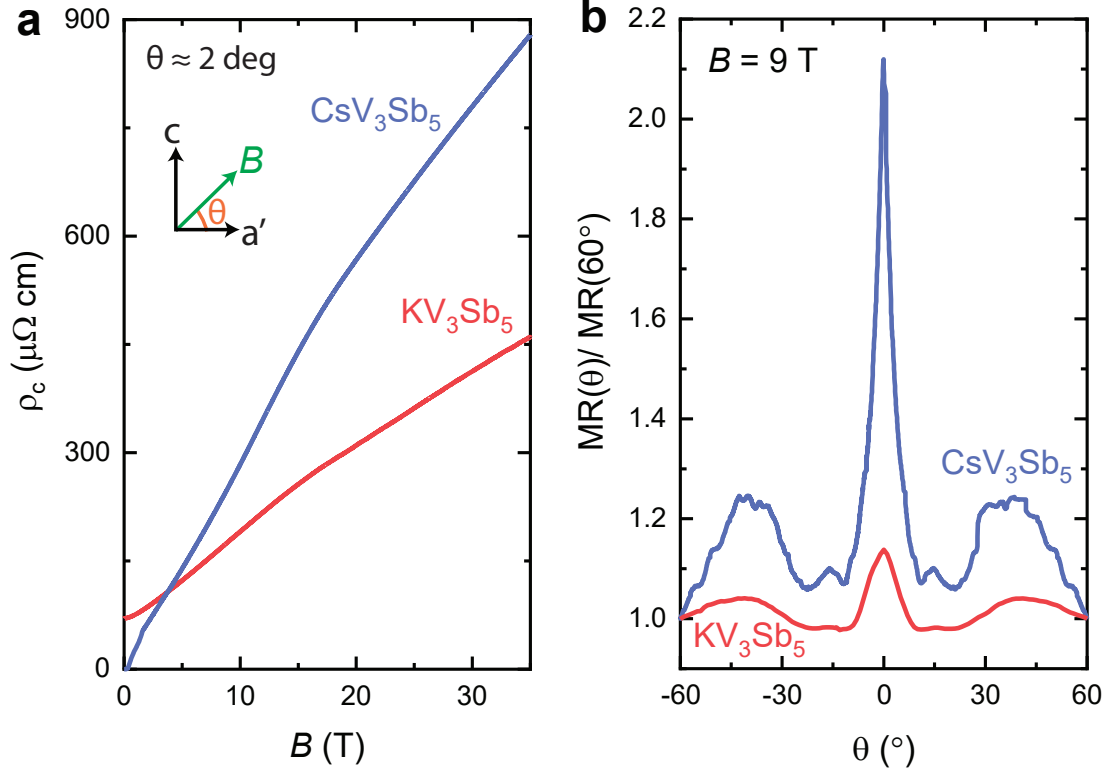 a
θ ≈ 2 deg
CsV₃Sb₅
c
B
θ
a′
KV₃Sb₅
900
600
300
0
ρc (μΩ cm)
0
10
20
30
B (T)
b
B = 9 T
CsV₃Sb₅
KV₃Sb₅
2.2
2.0
1.8
1.6
1.4
1.2
1.0
MR(θ)/ MR(60°)
-60
-30
0
30
60
θ (°)